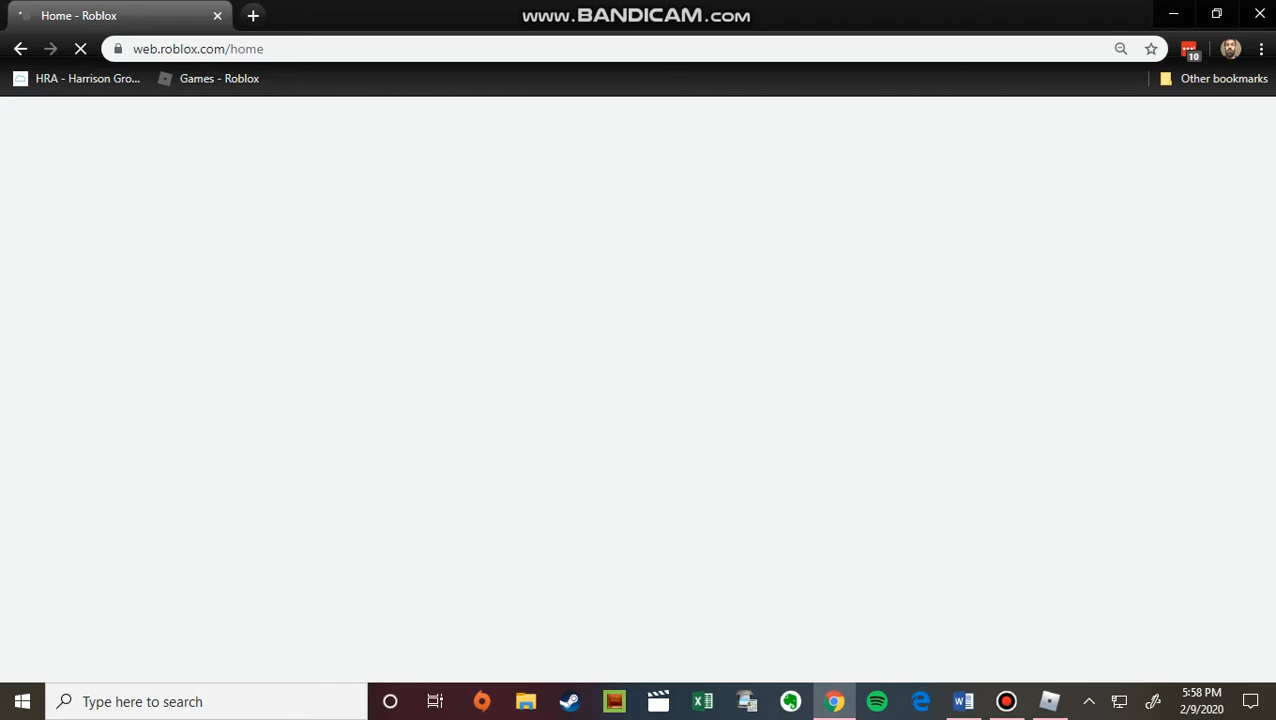 Home - Roblox
www.BANDICAM.com
web.roblox.com/home
10
HRA - Harrison Gro...
Games - Roblox
Other bookmarks
Type here to search
5:58 PM
2/9/2020